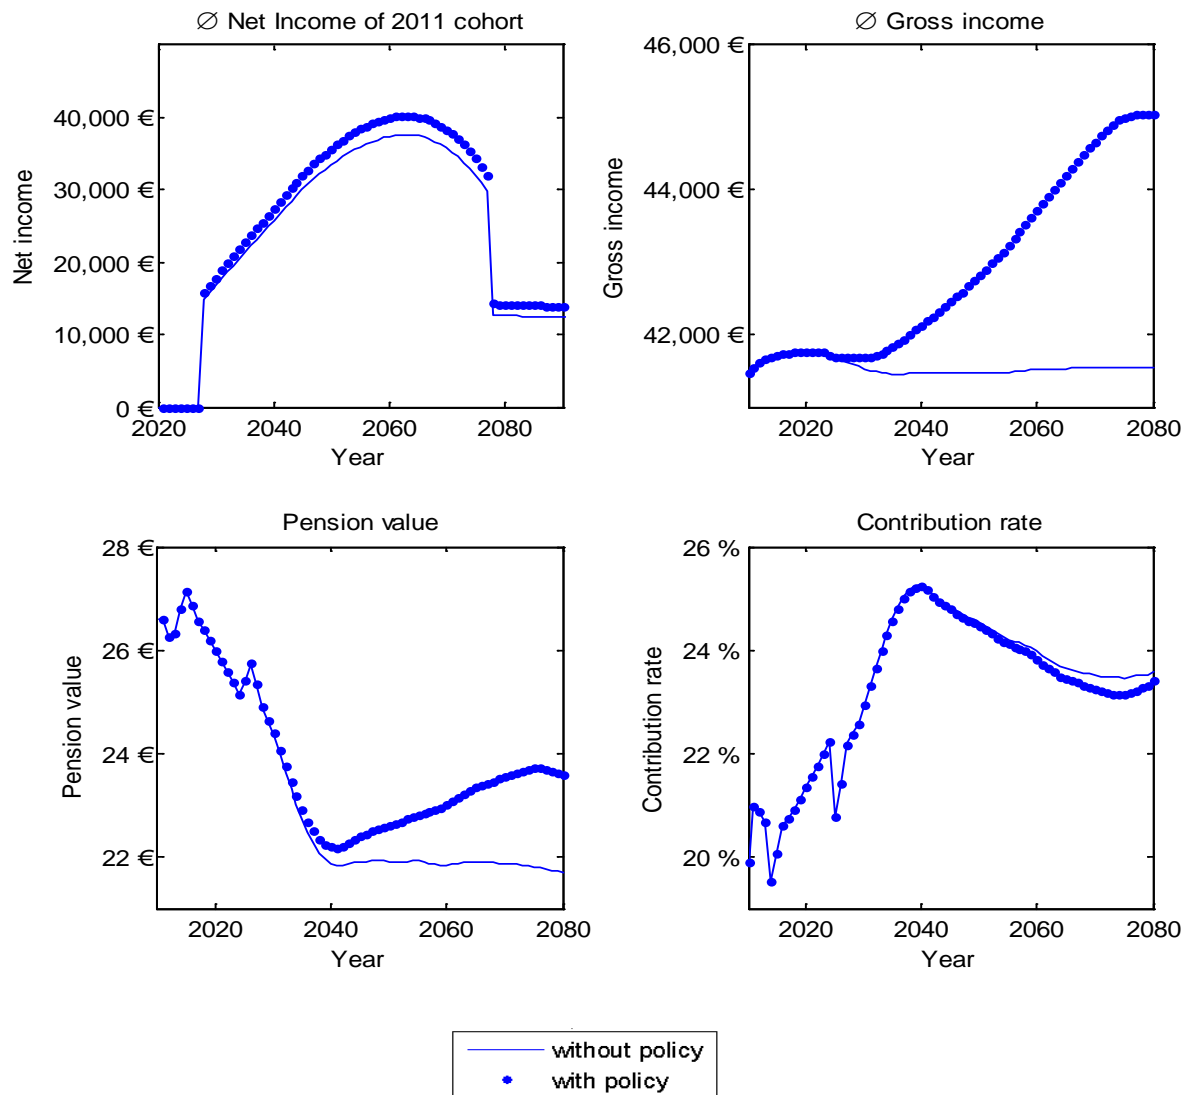 ∅ Net Income of 2011 cohort
Net income
40,000 €
30,000 €
20,000 €
10,000 €
0 €
2020 2040 2060 2080
Year
∅ Gross income
Gross income
46,000 €
44,000 €
42,000 €
2020 2040 2060 2080
Year
Pension value
Pension value
28 €
26 €
24 €
22 €
2020 2040 2060 2080
Year
Contribution rate
Contribution rate
26 %
24 %
22 %
20 %
2020 2040 2060 2080
Year
without policy
with policy